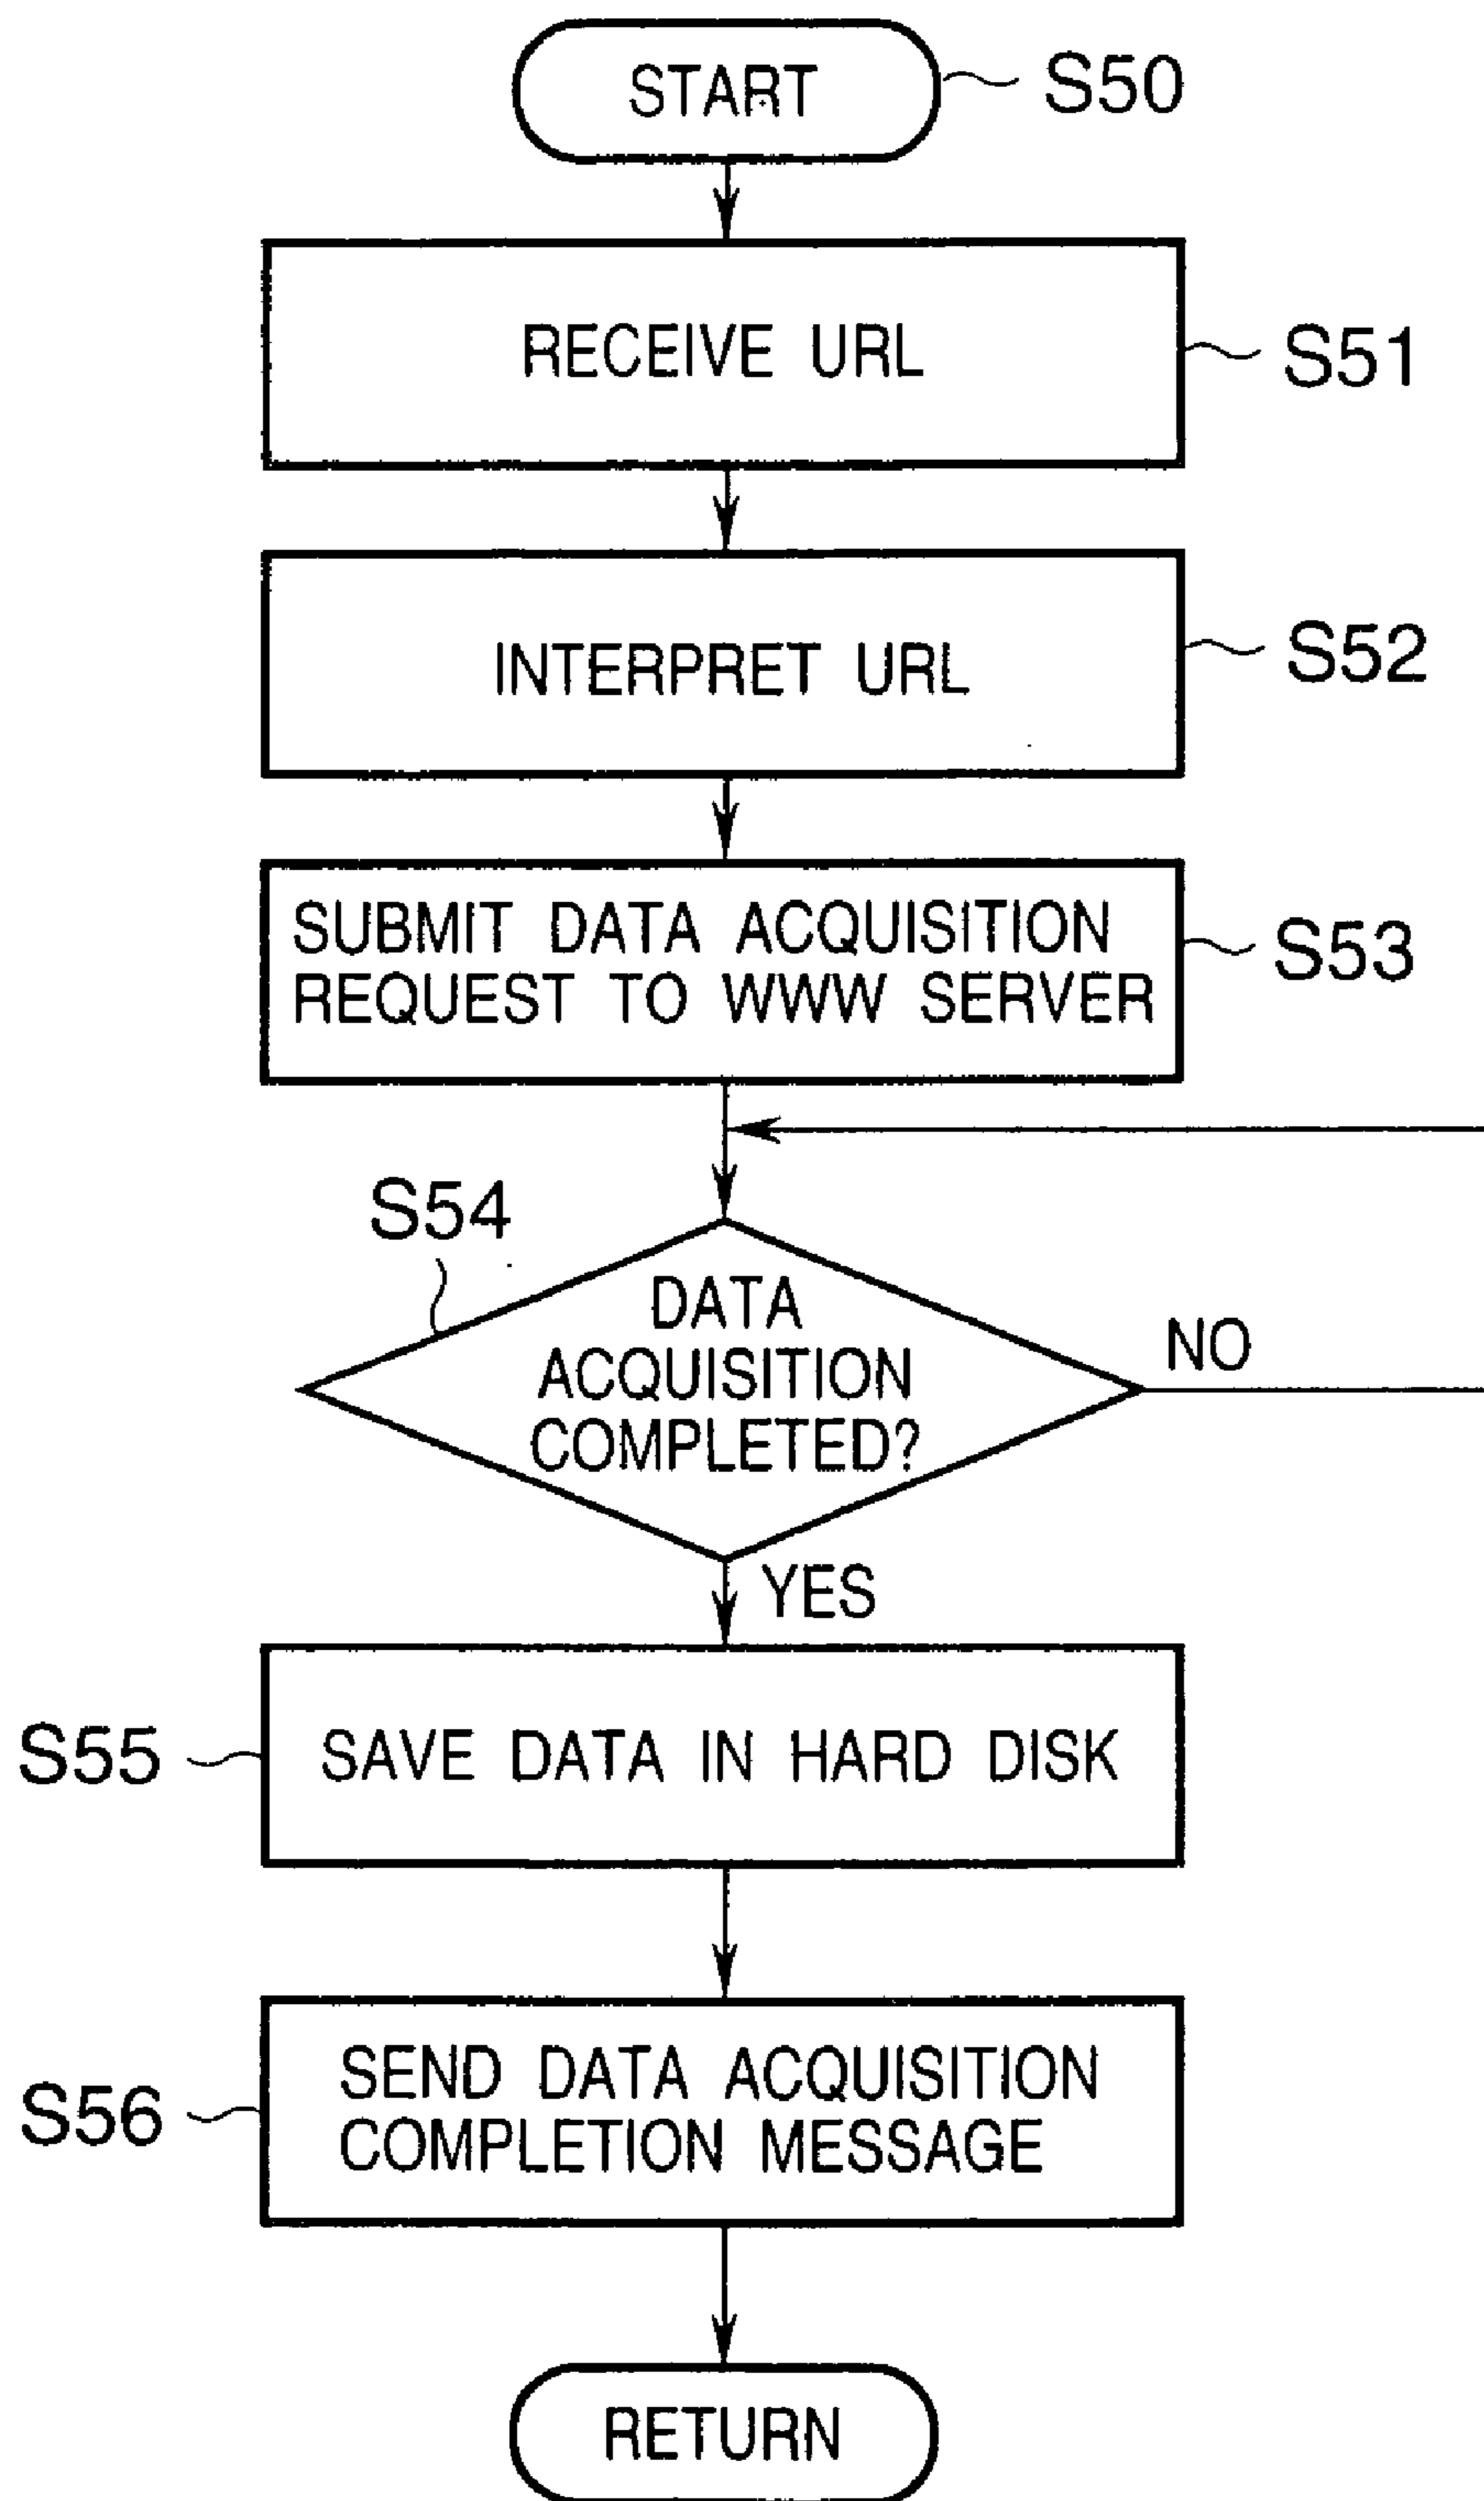 START
S50
RECEIVE URL
S51
INTERPRET URL
S52
SUBMIT DATA ACQUISITION
REQUEST TO WWW SERVER
S53
S54
DATA
ACQUISITION
COMPLETED?
NO
YES
S55
SAVE DATA IN HARD DISK
S56
SEND DATA ACQUISITION
COMPLETION MESSAGE
RETURN